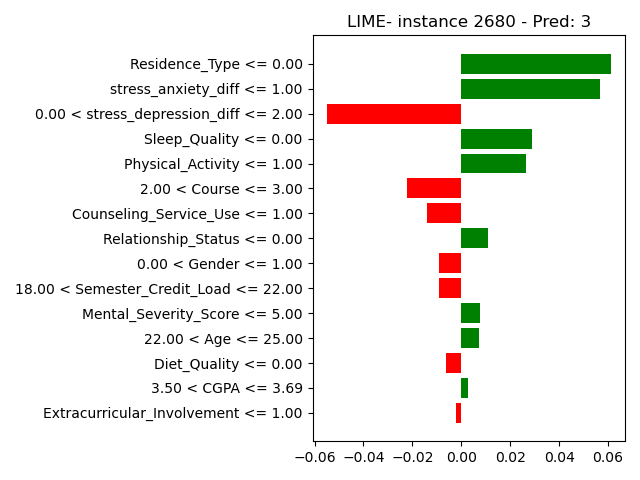 LIME- instance 2680 - Pred: 3
Residence_Type <= 0.00
stress_anxiety_diff <= 1.00
0.00 < stress_depression_diff <= 2.00
Sleep_Quality <= 0.00
Physical_Activity <= 1.00
2.00 < Course <= 3.00
Counseling_Service_Use <= 1.00
Relationship_Status <= 0.00
0.00 < Gender <= 1.00
18.00 < Semester_Credit_Load <= 22.00
Mental_Severity_Score <= 5.00
22.00 < Age <= 25.00
Diet_Quality <= 0.00
3.50 < CGPA <= 3.69
Extracurricular_Involvement <= 1.00
−0.06 −0.04 −0.02 0.00 0.02 0.04 0.06